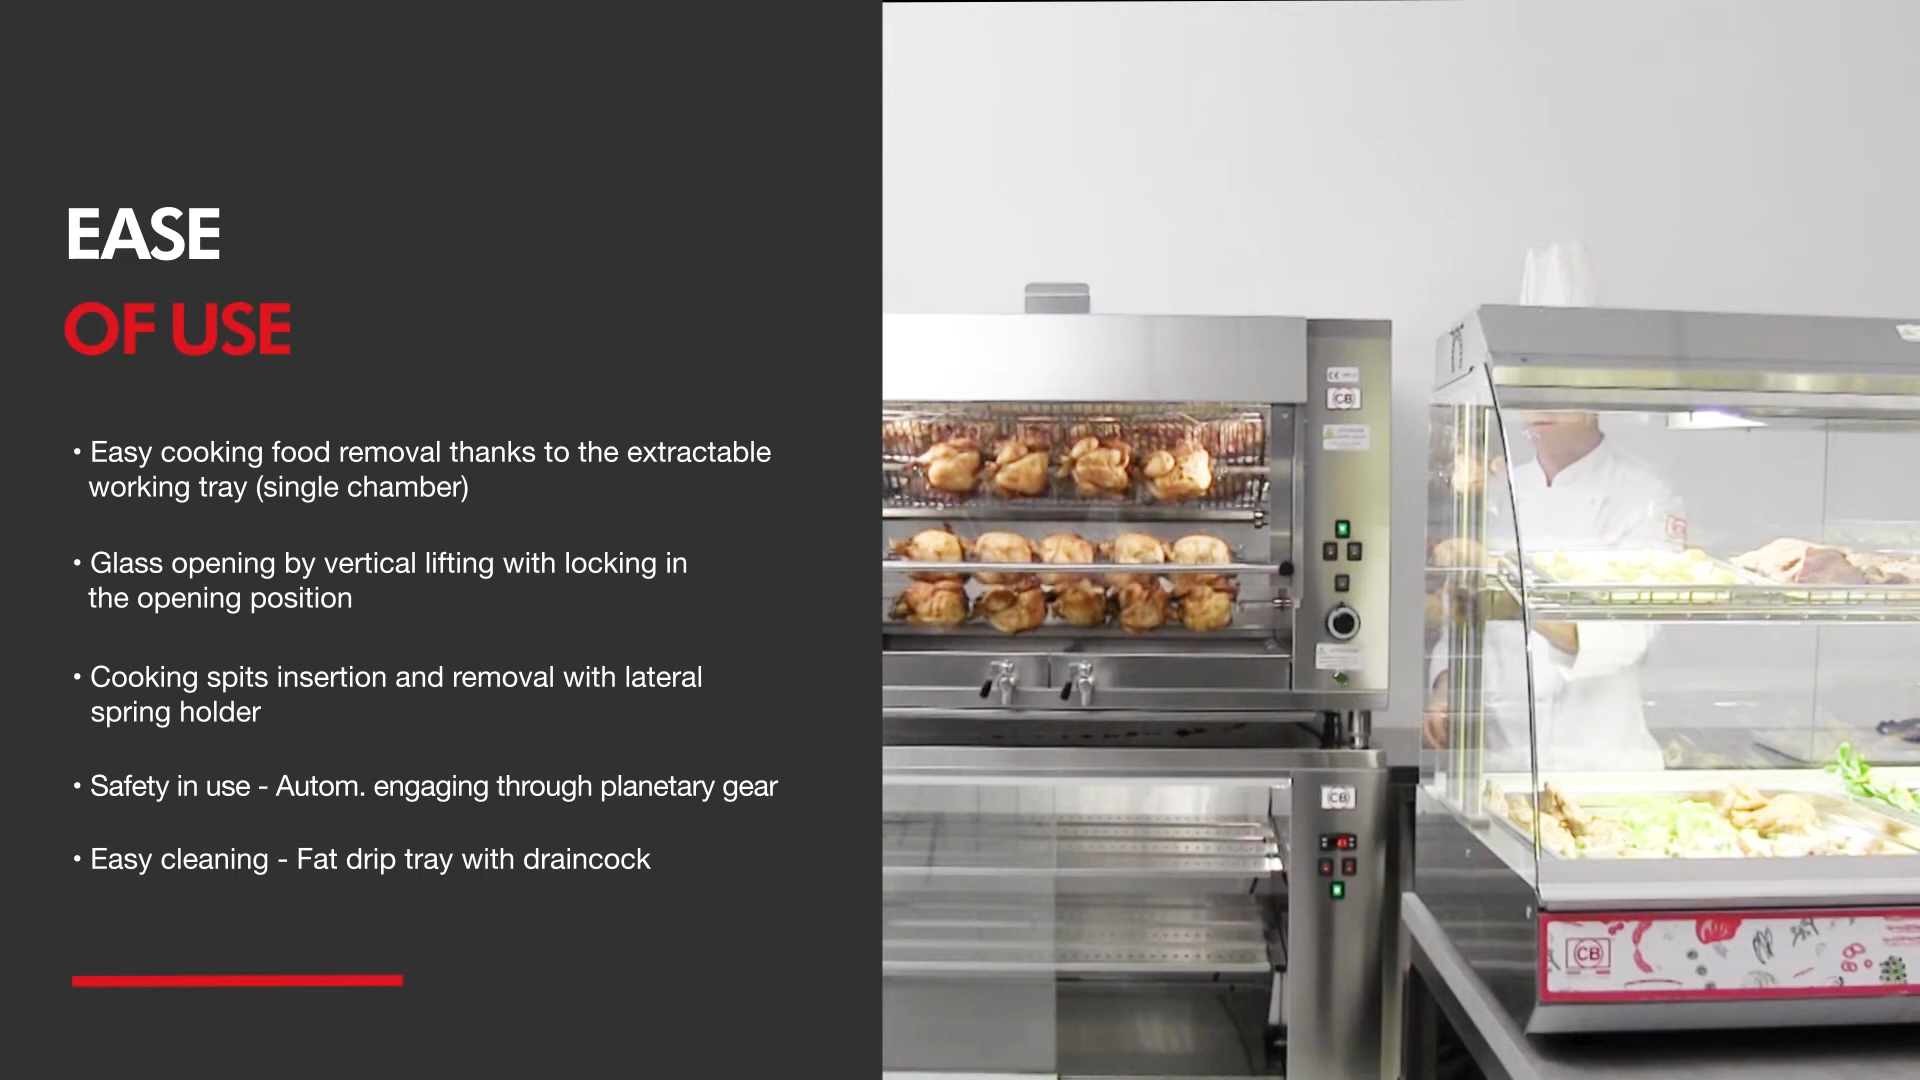 EASE
OF USE
• Easy cooking food removal thanks to the extractable
working tray (single chamber)
• Glass opening by vertical lifting with locking in
the opening position
• Cooking spits insertion and removal with lateral
spring holder
• Safety in use - Autom. engaging through planetary gear
• Easy cleaning - Fat drip tray with draincock
CE
CB
CB
CB